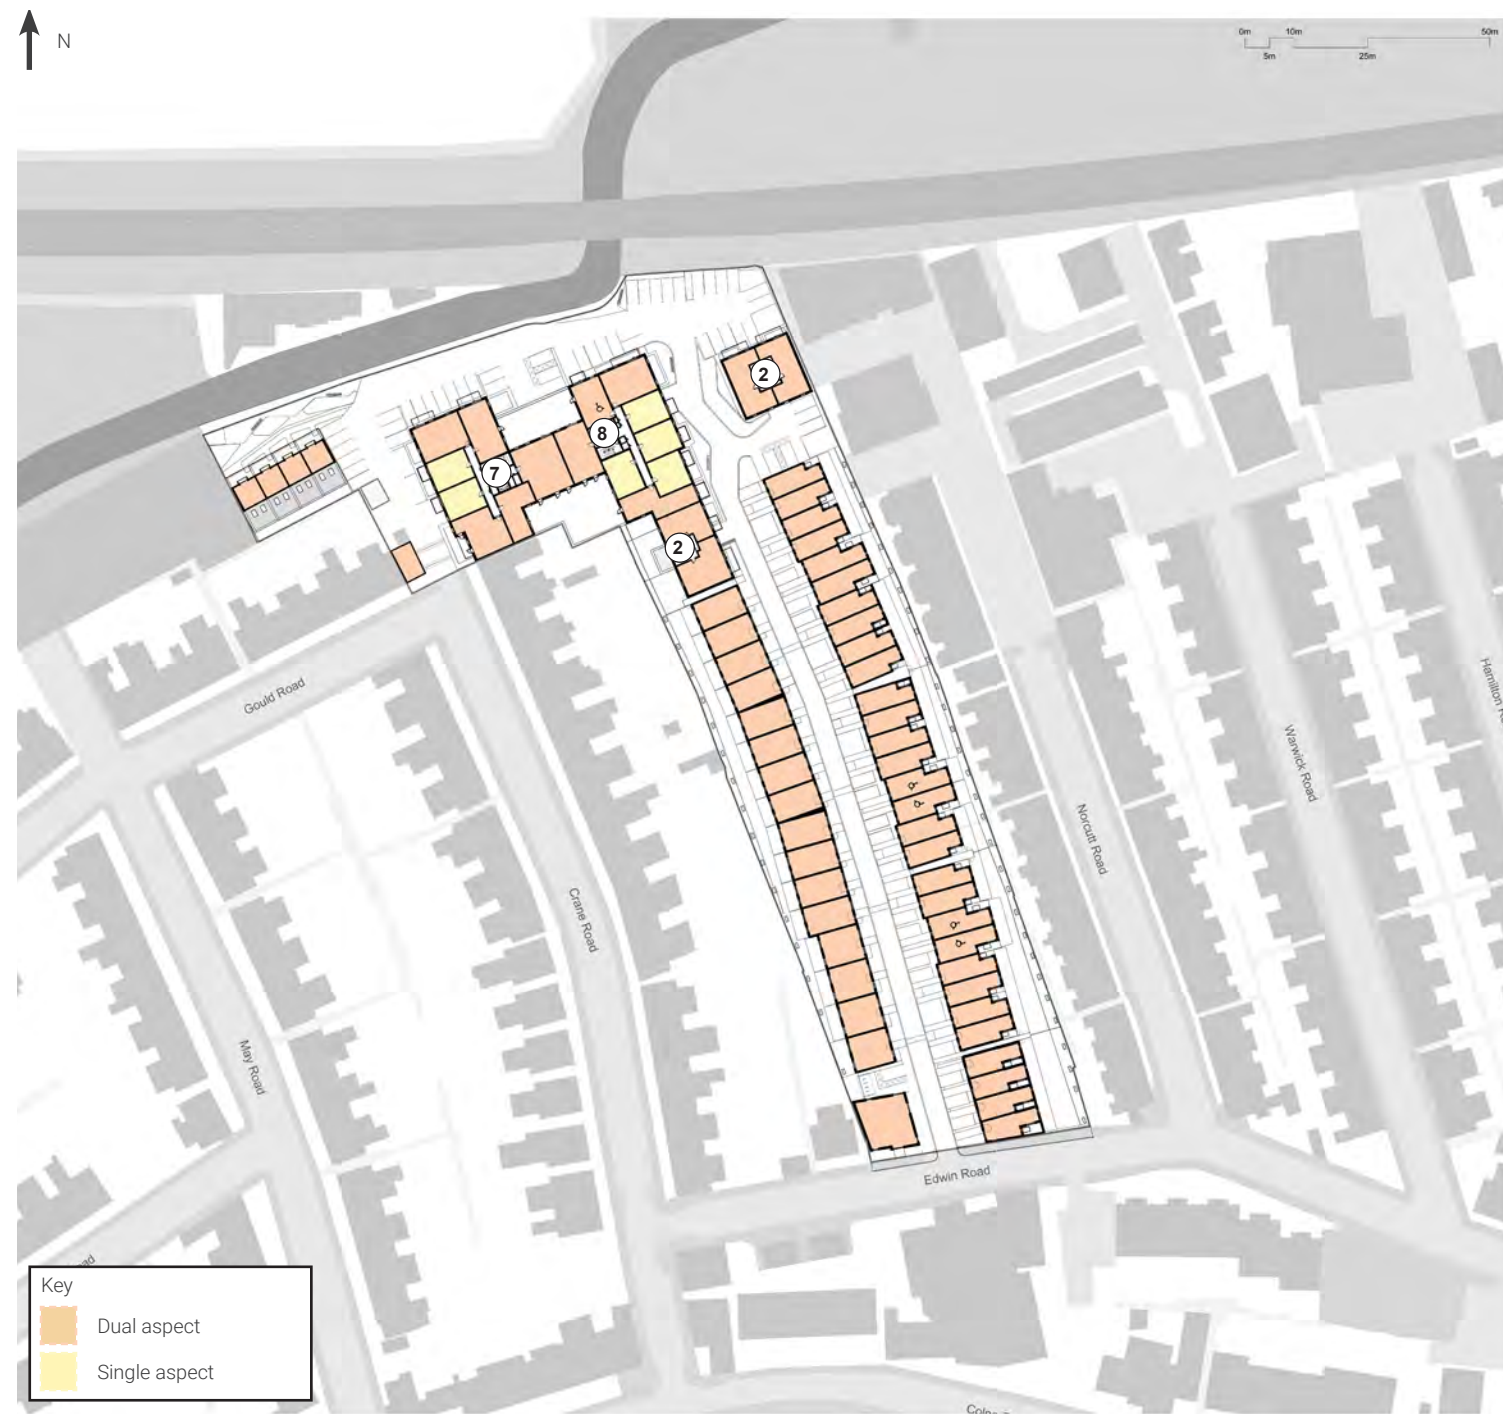 N
0m 10m 50m
5m 25m
2
8
7
2
Gould Road
Hamilton
Warwick Road
Norcutt Road
Crane Road
May Road
Edwin Road
Key
Dual aspect
Single aspect